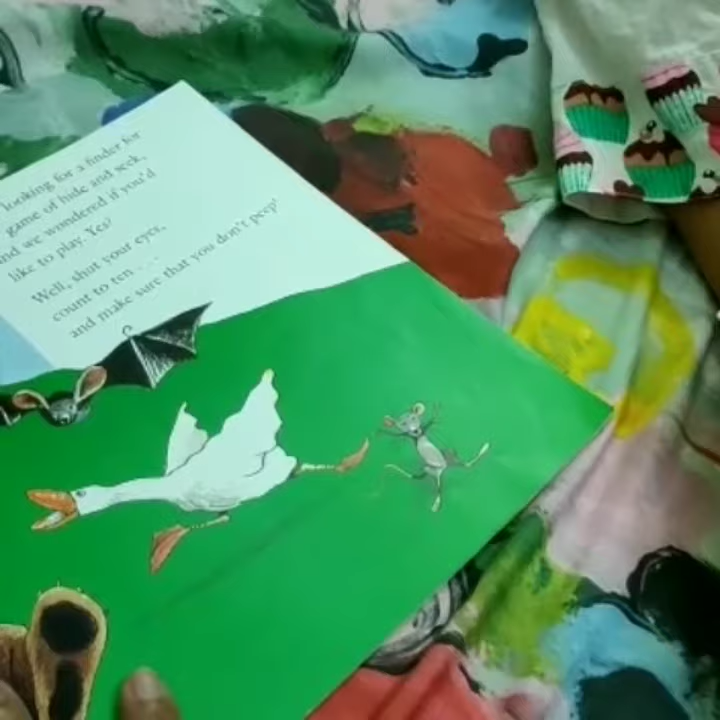 looking for a finder for
game of hide and seek,
and we wondered if you'd
like to play. Yes?
Well, shut your eyes,
count to ten . . .
and make sure that you don't peep!